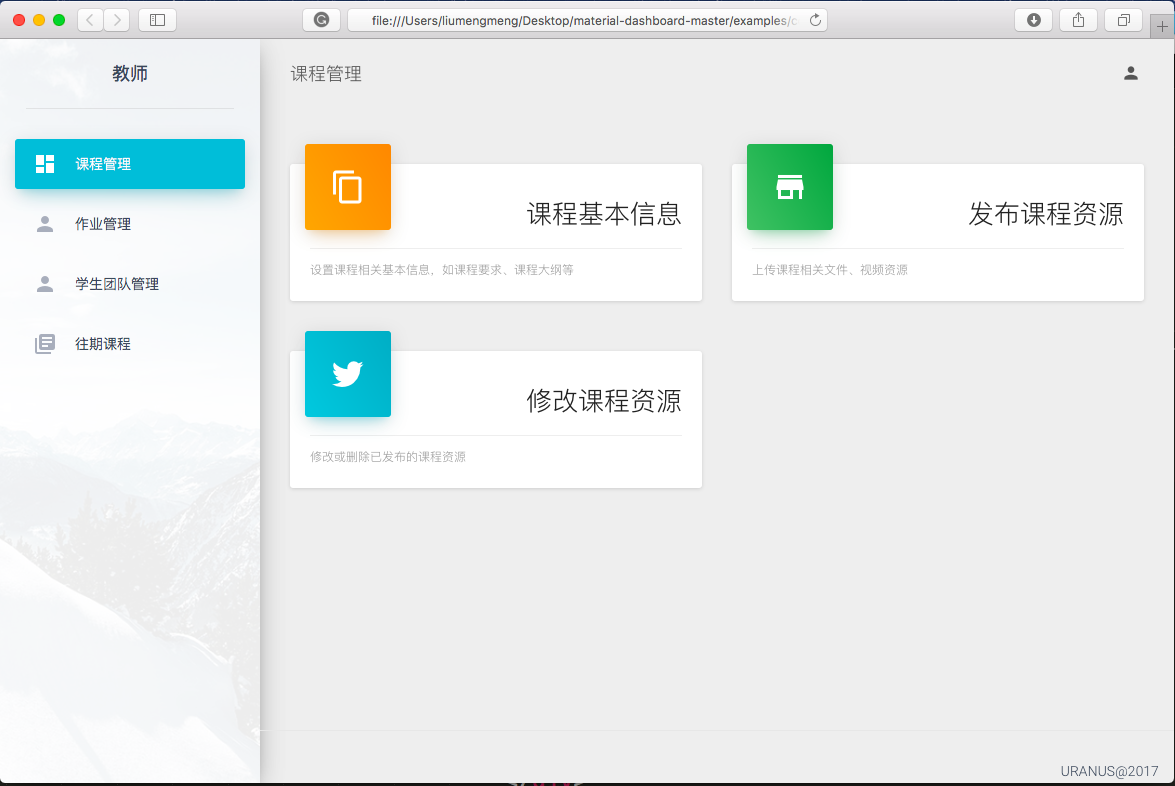 file:///Users/liumengmeng/Desktop/material-dashboard-master/examples/
教师
课程管理
作业管理
学生团队管理
往期课程
课程管理
课程基本信息
设置课程相关基本信息，如课程要求、课程大纲等
发布课程资源
上传课程相关文件、视频资源
修改课程资源
修改或删除已发布的课程资源
URANUS@2017